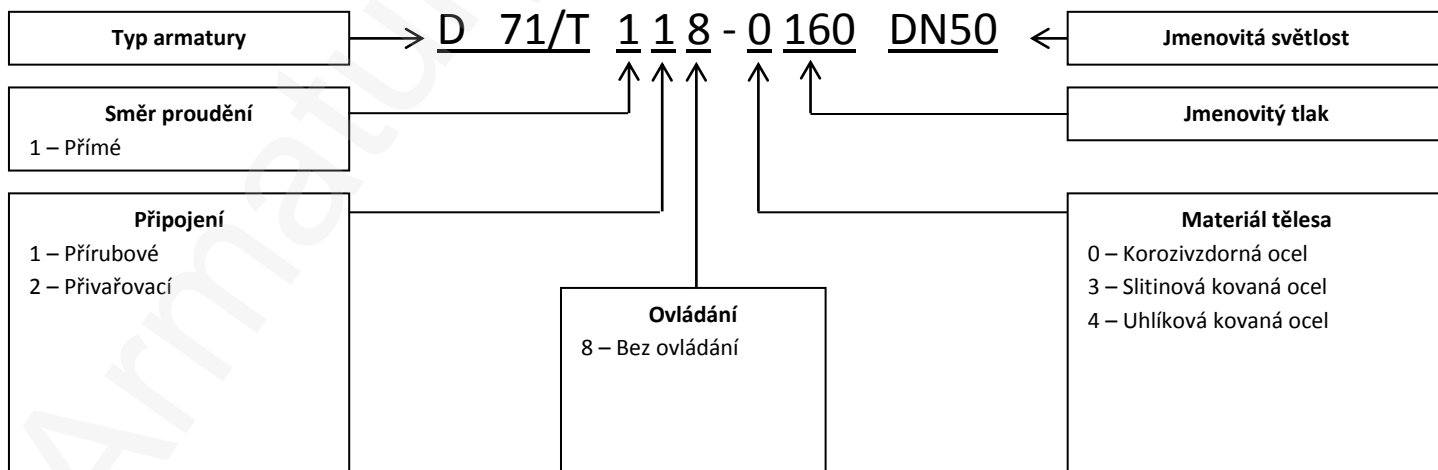 Typ armatury
D 71/T 1 1 8 - 0 160 DN50
Jmenovitá světlost
Směr proudění
1 – Přímé
Jmenovitý tlak
Připojení
1 – Přírubové
2 – Přivařovací
Ovládání
8 – Bez ovládání
Materiál tělesa
0 – Korozivzdorná ocel
3 – Slitinová kovaná ocel
4 – Uhlíková kovaná ocel